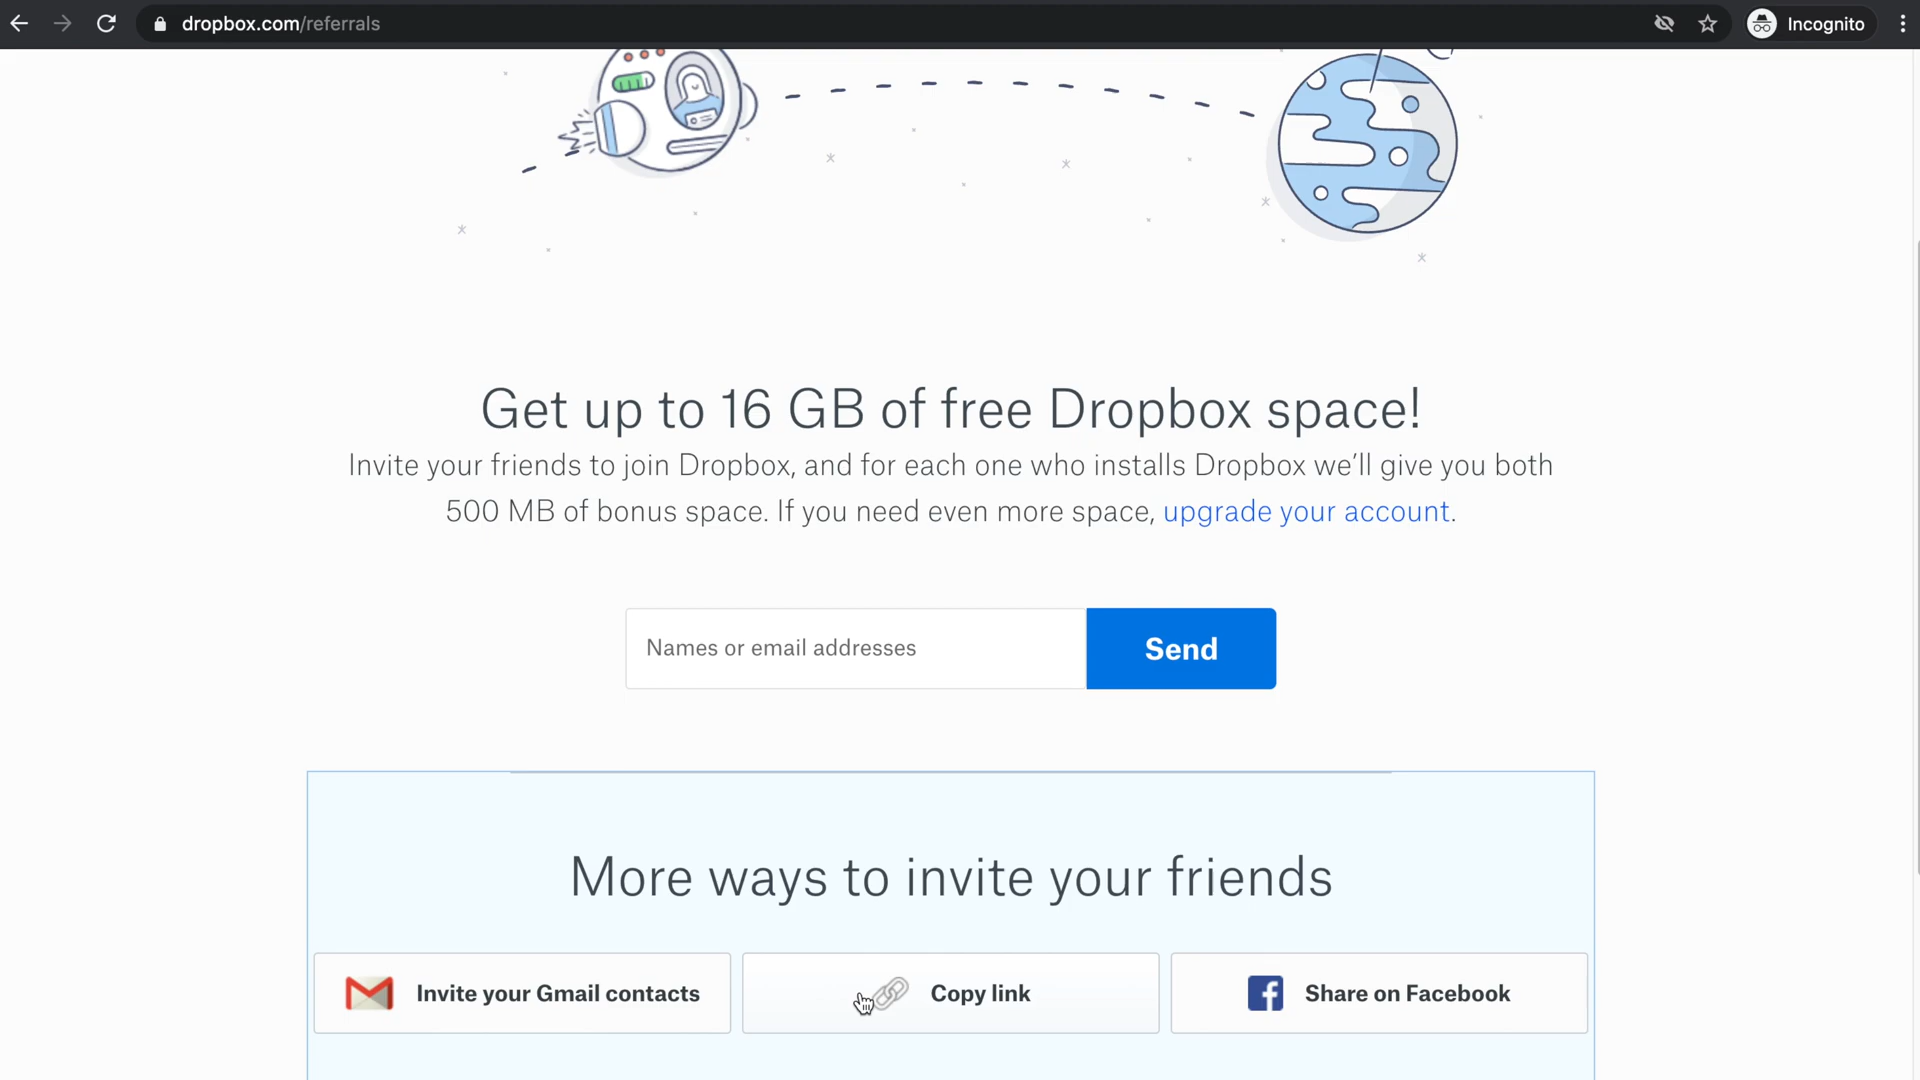 dropbox.com/referrals
Incognito
Get up to 16 GB of free Dropbox space!
Invite your friends to join Dropbox, and for each one who installs Dropbox we’ll give you both
500 MB of bonus space. If you need even more space, upgrade your account.
Names or email addresses
Send
More ways to invite your friends
Invite your Gmail contacts
Copy link
Share on Facebook